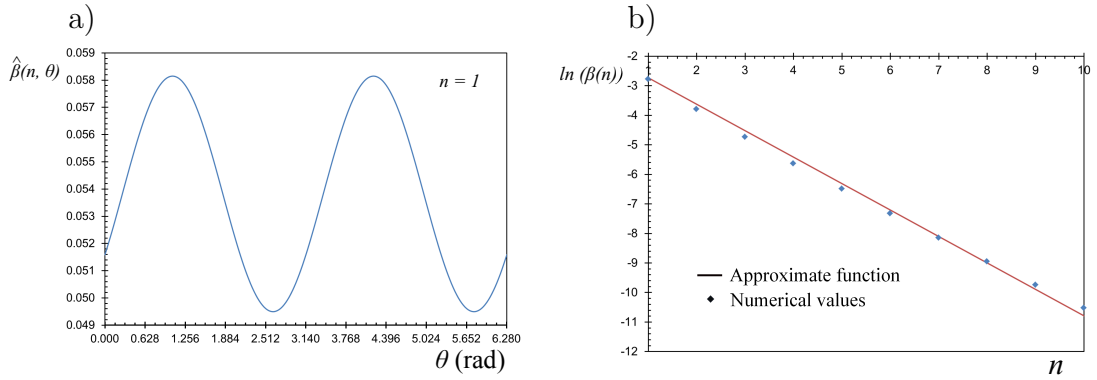 a)
β̂(n, θ)
n = 1
0.059
0.058
0.057
0.056
0.055
0.054
0.053
0.052
0.051
0.050
0.049
0.000 0.628 1.256 1.884 2.512 3.140 3.768 4.396 5.024 5.652 6.280
θ (rad)
b)
ln (β(n))
-2
-3
-4
-5
-6
-7
-8
-9
-10
-11
-12
2 3 4 5 6 7 8 9 10
Approximate function
Numerical values
n